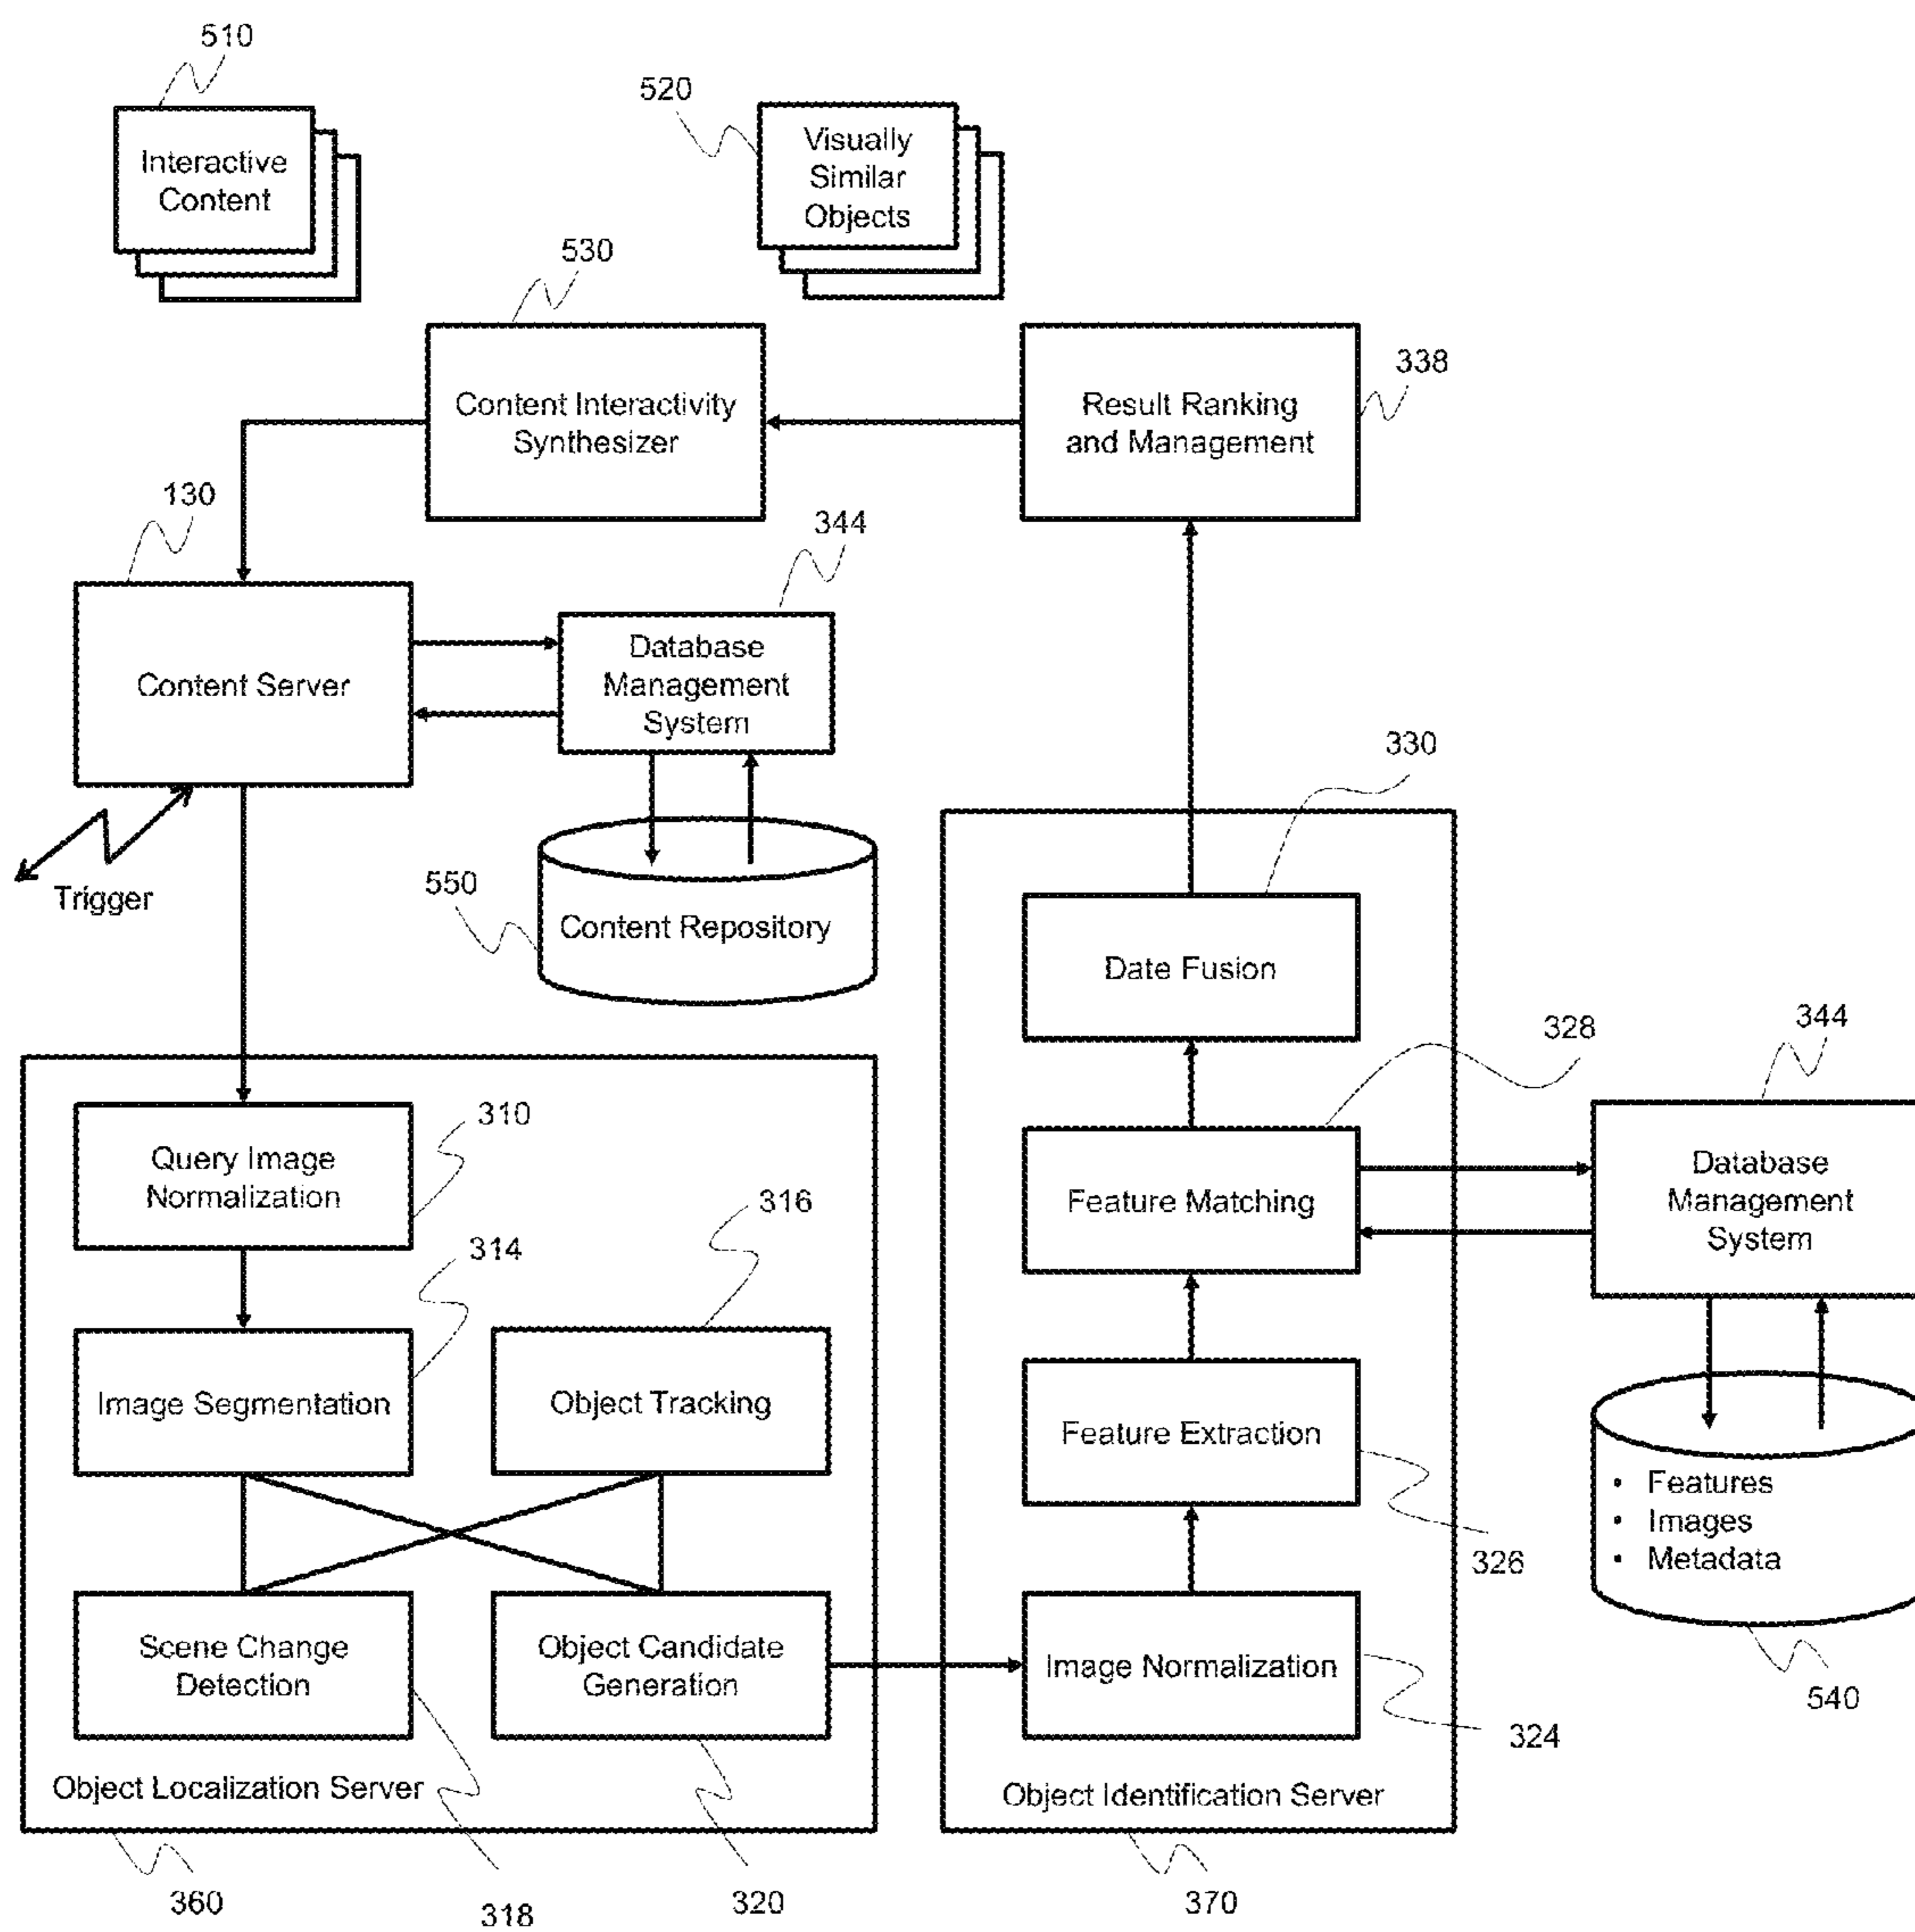 510
520
Interactive
Content
Visually
Similar
Objects
530
338
Content Interactivity
Synthesizer
Result Ranking
and Management
130
344
Content Server
Database
Management
System
330
Trigger
550
Content Repository
Date Fusion
328
344
310
Query Image
Normalization
316
Feature Matching
Database
Management
System
314
Image Segmentation
Object Tracking
Feature Extraction
• Features
• Images
• Metadata
326
Scene Change
Detection
Object Candidate
Generation
Image Normalization
540
324
Object Localization Server
Object Identification Server
360
318
320
370